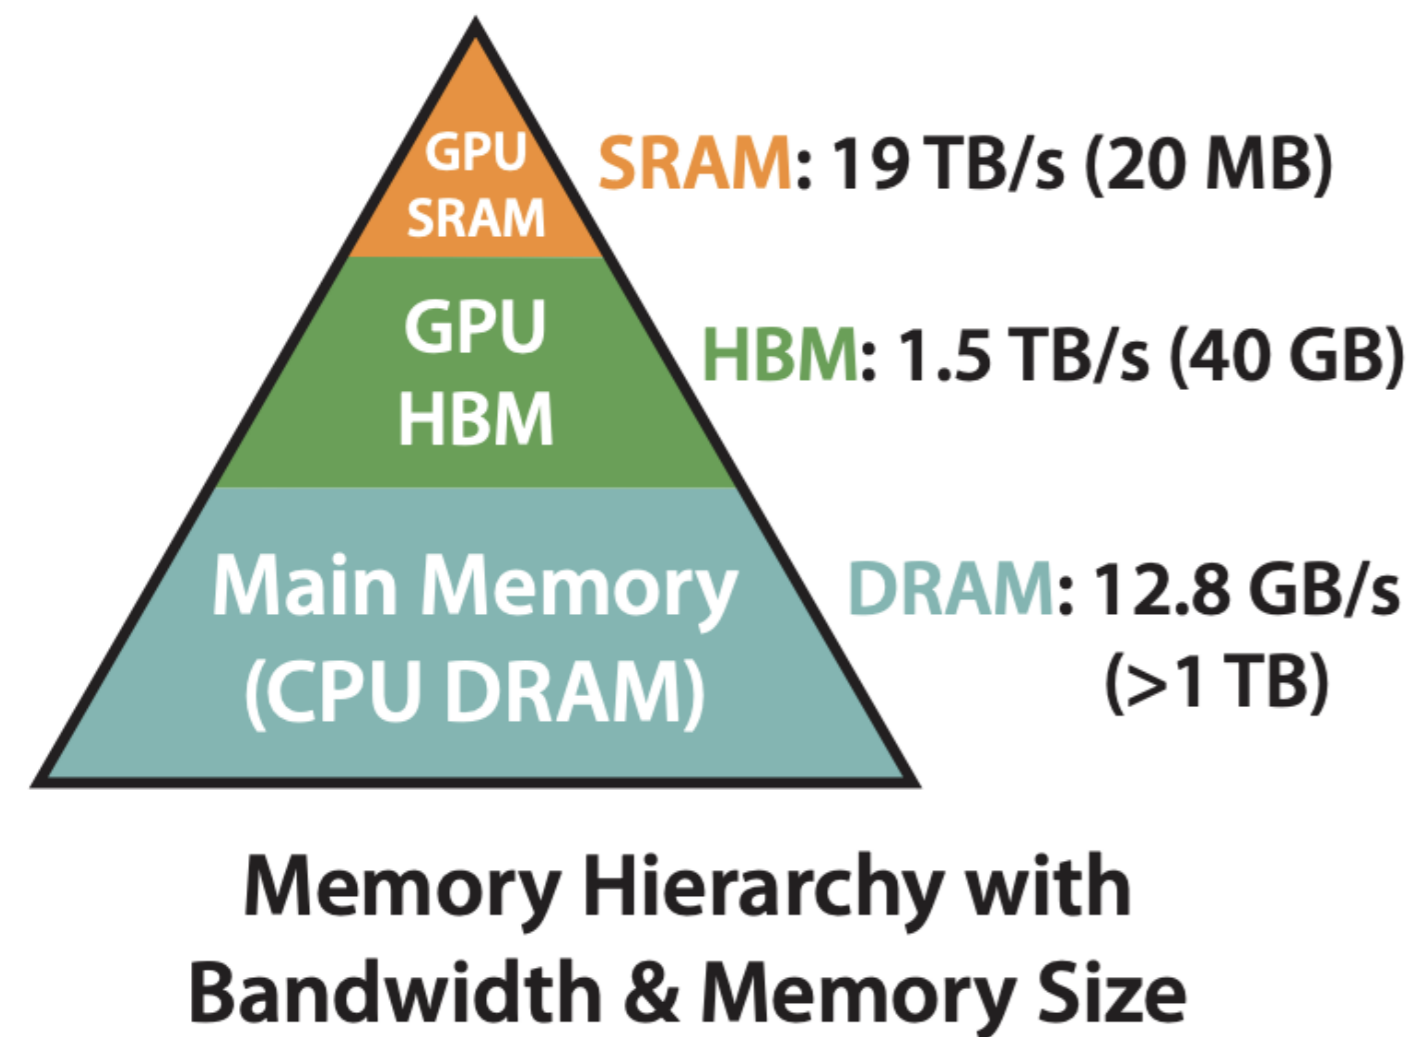 GPU
SRAM
SRAM: 19 TB/s (20 MB)
GPU
HBM
HBM: 1.5 TB/s (40 GB)
Main Memory
(CPU DRAM)
DRAM: 12.8 GB/s
(>1 TB)
Memory Hierarchy with
Bandwidth & Memory Size